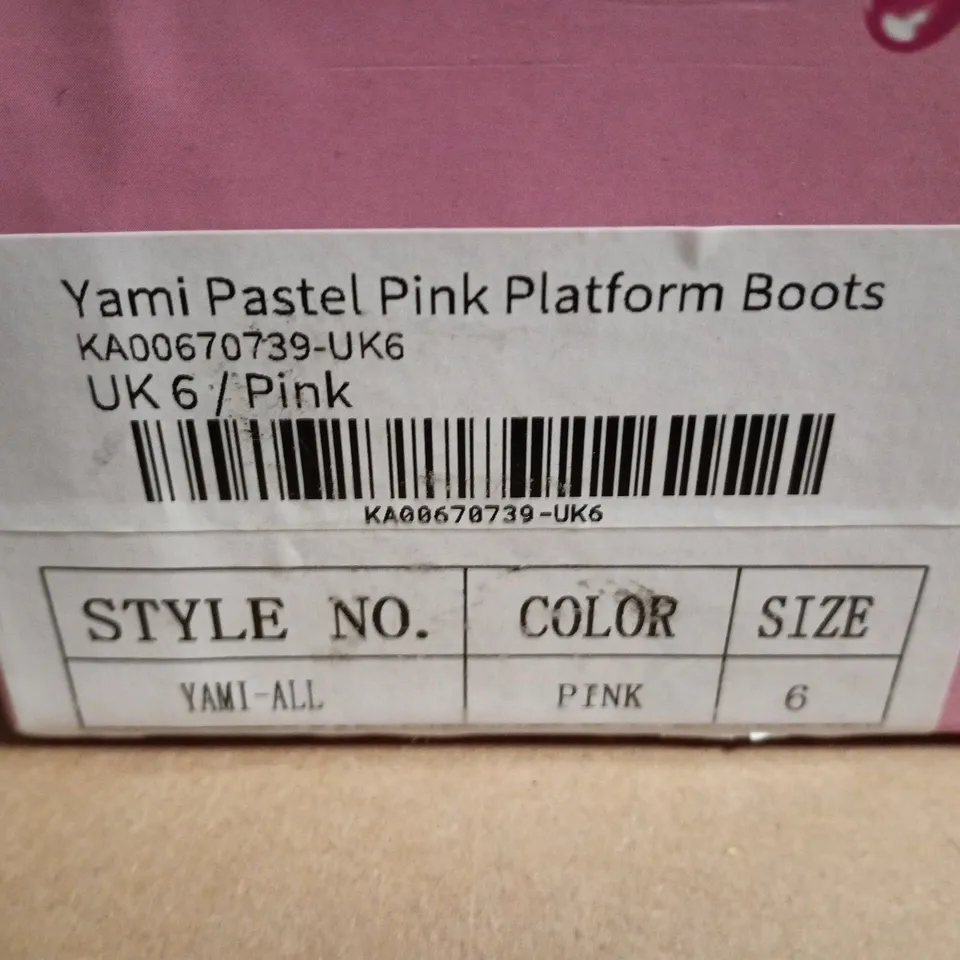 Yami Pastel Pink Platform Boots
KA00670739-UK6
UK 6 / Pink
KA00670739-UK6
STYLE NO. COLOR SIZE
YAMI-ALL PINK 6